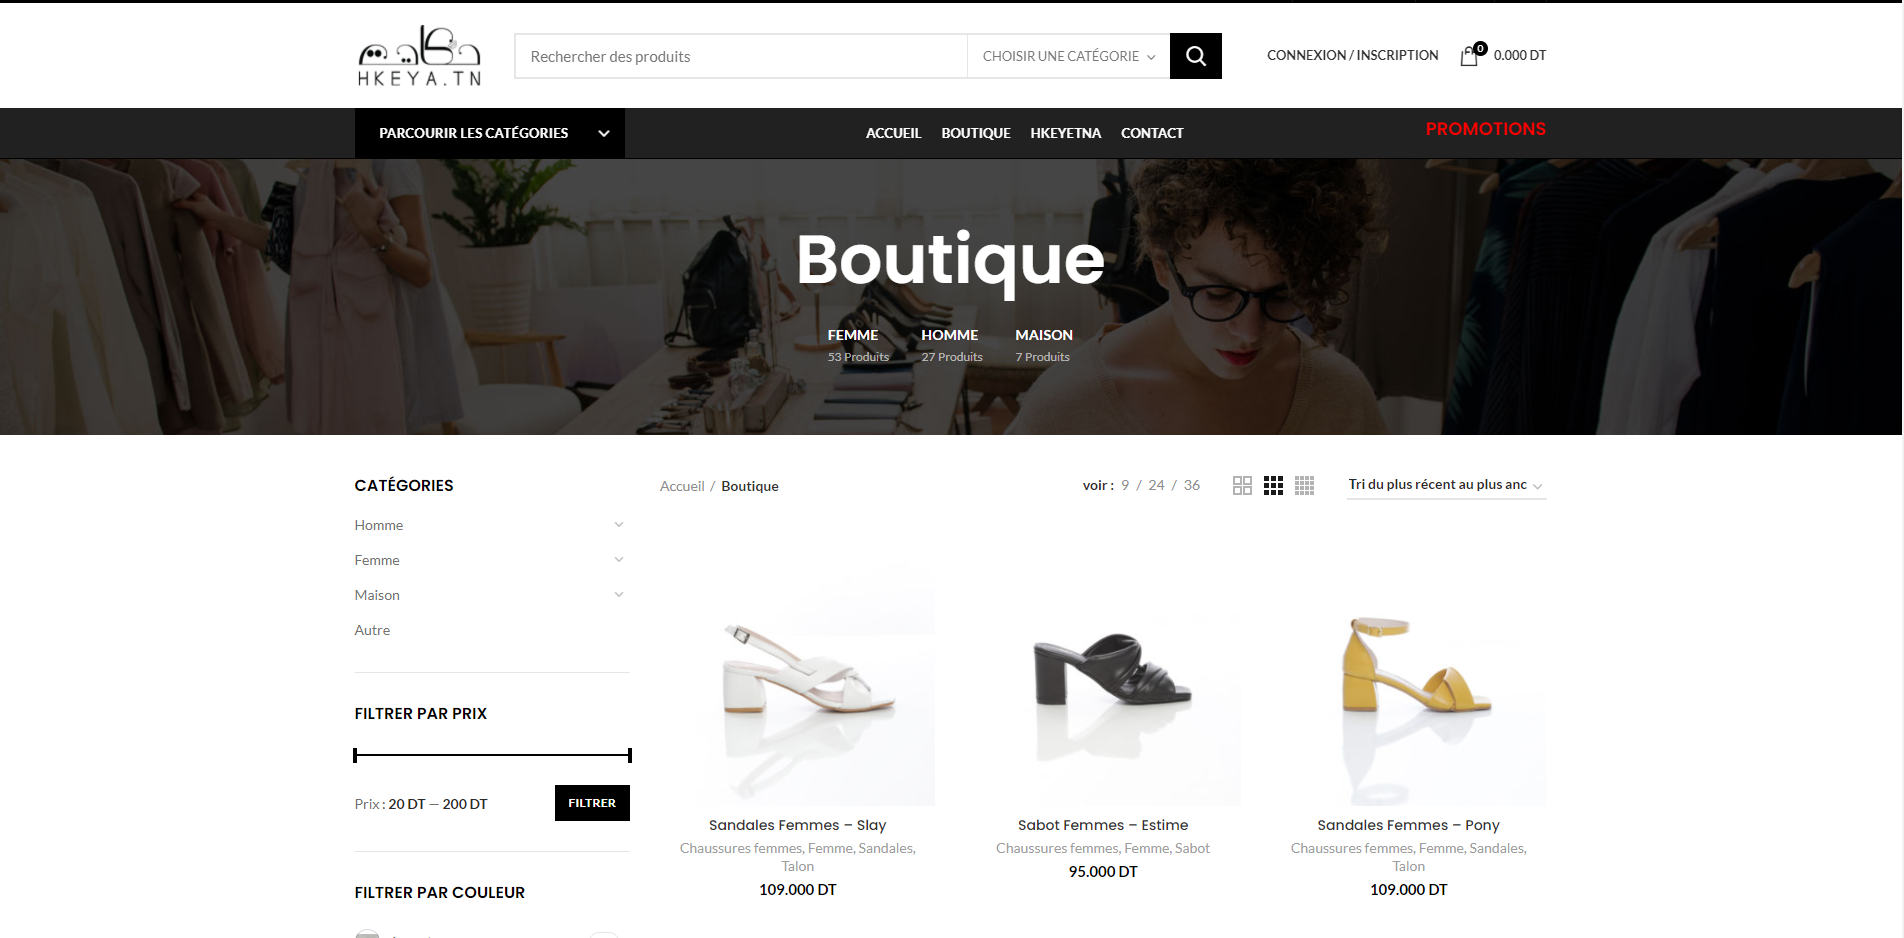 حكاية
HKEYA.TN
Rechercher des produits
CHOISIR UNE CATÉGORIE
CONNEXION / INSCRIPTION
0
0.000 DT
PARCOURIR LES CATÉGORIES
ACCUEIL BOUTIQUE HKEYETNA CONTACT
PROMOTIONS
Boutique
FEMME HOMME MAISON
53 Produits 27 Produits 7 Produits
CATÉGORIES
Homme
Femme
Maison
Autre
FILTRER PAR PRIX
Prix : 20 DT — 200 DT
FILTRER
FILTRER PAR COULEUR
Accueil / Boutique
voir : 9 / 24 / 36
Tri du plus récent au plus anc
Sandales Femmes – Slay
Chaussures femmes, Femme, Sandales,
Talon
109.000 DT
Sabot Femmes – Estime
Chaussures femmes, Femme, Sabot
95.000 DT
Sandales Femmes – Pony
Chaussures femmes, Femme, Sandales,
Talon
109.000 DT